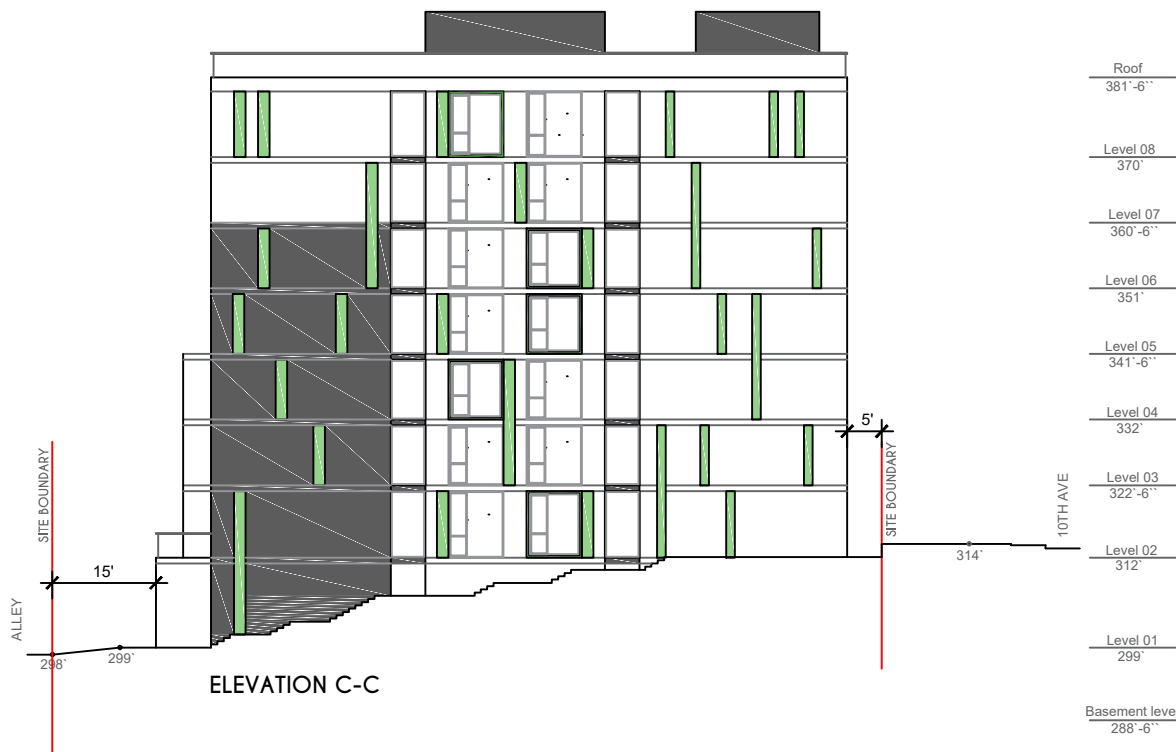 Roof
381`-6``
Level 08
370`
Level 07
360`-6``
Level 06
351`
Level 05
341`-6``
Level 04
332`
5'
Level 03
322`-6``
SITE BOUNDARY
SITE BOUNDARY
10TH AVE
314`
Level 02
312`
15'
ALLEY
298`
299`
Level 01
299`
ELEVATION C-C
Basement leve
288`-6``